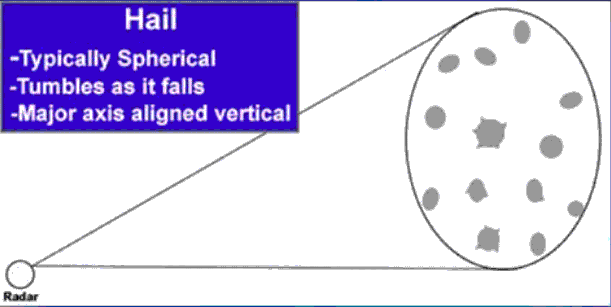 Hail
-Typically Spherical
-Tumbles as it falls
-Major axis aligned vertical
Radar